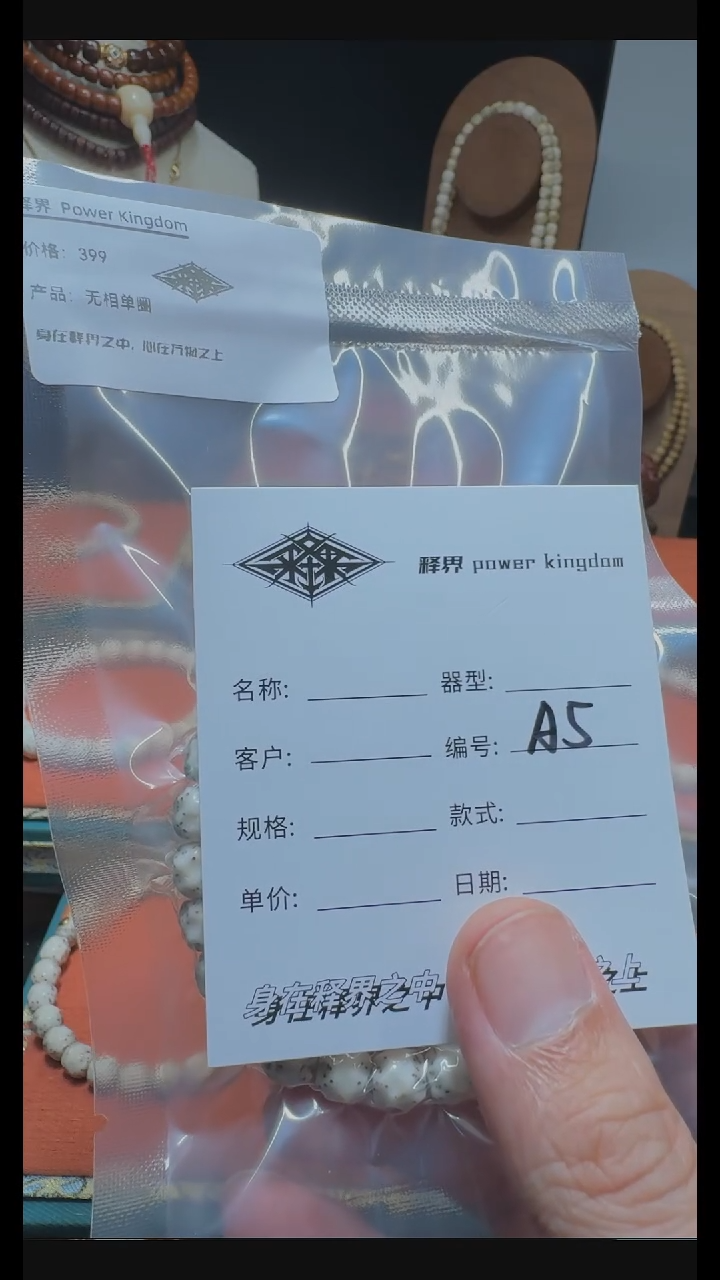 释界 Power Kingdom
价格: 399
产品: 无相单圈
身在释界之中, 心在万物之上
释界 power kingdom
名称: 器型:
客户: 编号: A5
规格: 款式:
单价: 日期:
身在释界之中 之上